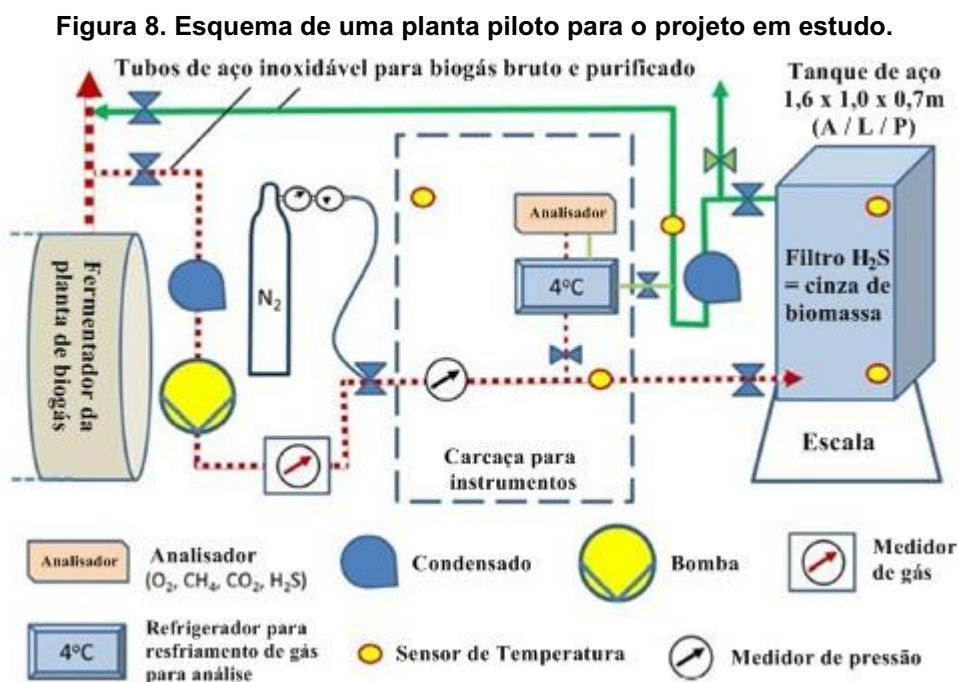 Figura 8. Esquema de uma planta piloto para o projeto em estudo.
Tubos de aço inoxidável para biogás bruto e purificado
Tanque de aço
1,6 x 1,0 x 0,7m
(A / L / P)
Fermentador da
planta de biogás
N₂
Analisador
4°C
Filtro H₂S
= cinza de
biomassa
Carcaça para
instrumentos
Escala
Analisador
Analisador
(O₂, CH₄, CO₂, H₂S)
Condensado
Bomba
Medidor
de gás
4°C
Refrigerador para
resfriamento de gás
para análise
Sensor de Temperatura
Medidor de pressão